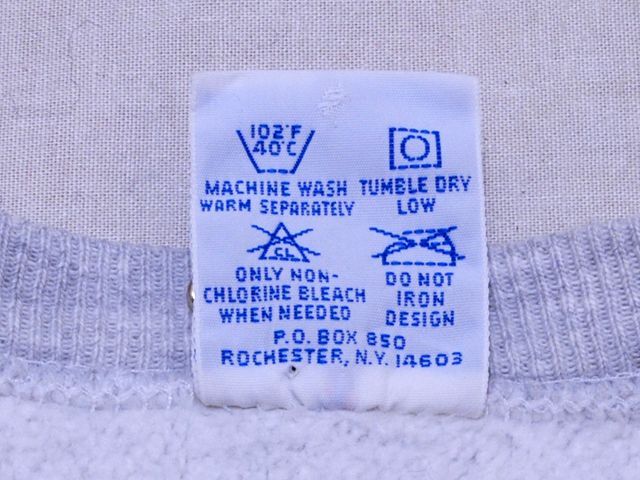 102°F
40°C
MACHINE WASH
WARM SEPARATELY
TUMBLE DRY
LOW
CL
ONLY NON-
CHLORINE BLEACH
WHEN NEEDED
DO NOT
IRON
DESIGN
P.O. BOX 850
ROCHESTER, N.Y. 14603